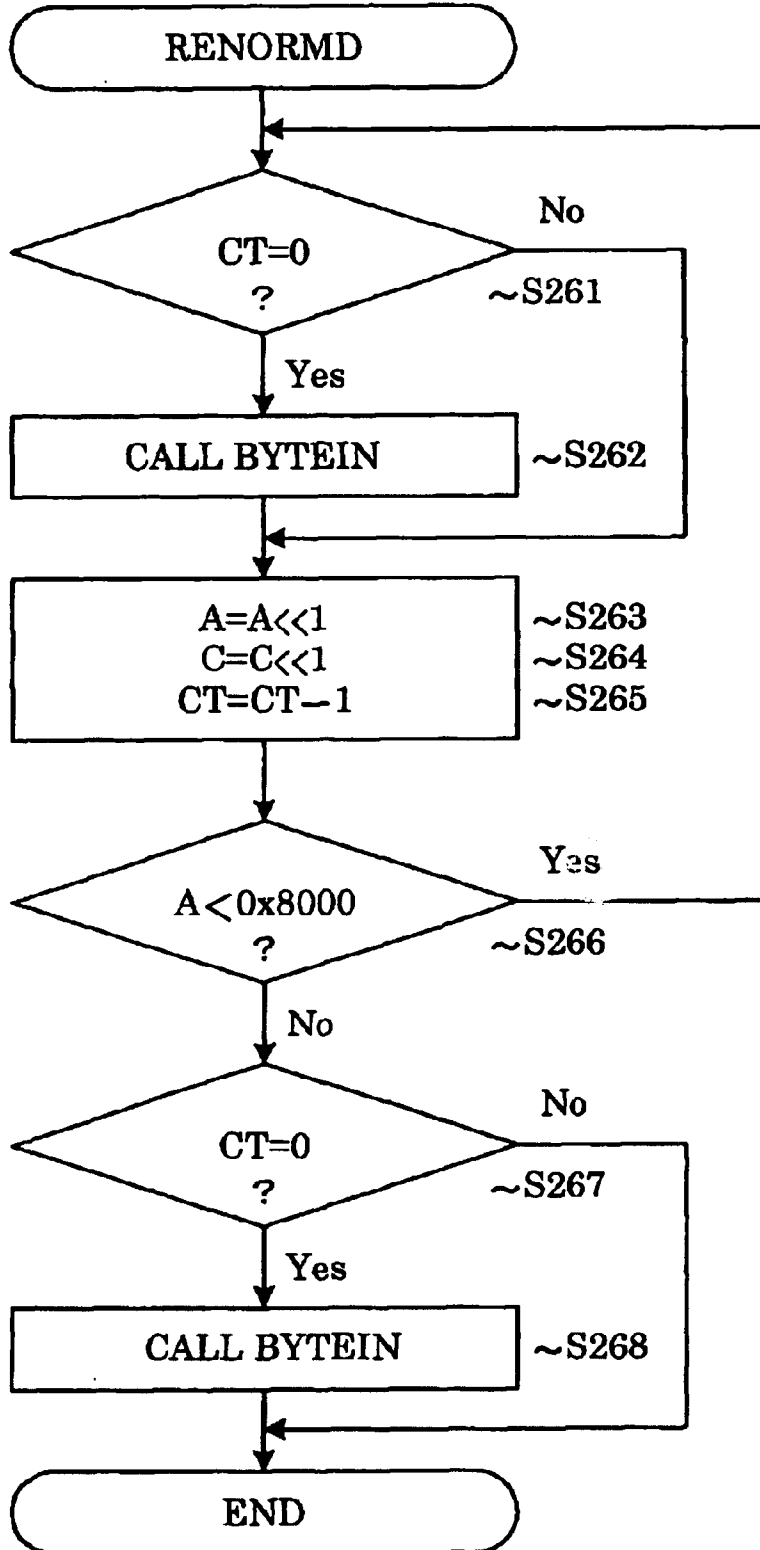 RENORMD
No
CT=0
?
~S261
Yes
CALL BYTEIN
~S262
A=A<<1
~S263
C=C<<1
~S264
CT=CT-1
~S265
Yes
A<0x8000
?
~S266
No
No
CT=0
?
~S267
Yes
CALL BYTEIN
~S268
END